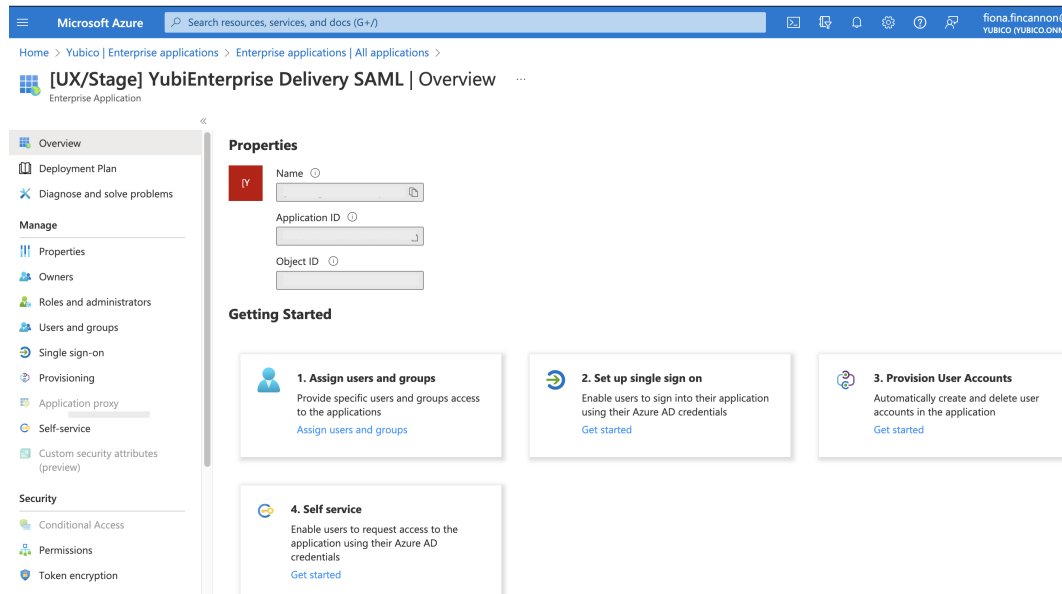 Microsoft Azure
Search resources, services, and docs (G+/)
fiona.fincannon@
YUBICO (YUBICO.ONM
Home > Yubico | Enterprise applications > Enterprise applications | All applications >
[UX/Stage] YubiEnterprise Delivery SAML | Overview ...
Enterprise Application
«
Overview
Deployment Plan
Diagnose and solve problems
Manage
Properties
Owners
Roles and administrators
Users and groups
Single sign-on
Provisioning
Application proxy
Self-service
Custom security attributes
(preview)
Security
Conditional Access
Permissions
Token encryption
Properties
[Y
Name
Application ID
Object ID
Getting Started
1. Assign users and groups
Provide specific users and groups access
to the applications
Assign users and groups
2. Set up single sign on
Enable users to sign into their application
using their Azure AD credentials
Get started
3. Provision User Accounts
Automatically create and delete user
accounts in the application
Get started
4. Self service
Enable users to request access to the
application using their Azure AD
credentials
Get started